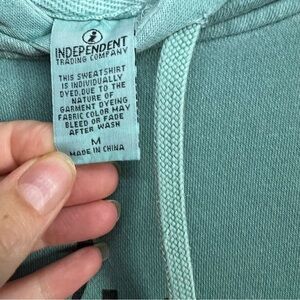 INDEPENDENT
TRADING COMPANY
THIS SWEATSHIRT
IS INDIVIDUALLY
DYED.DUE TO THE
NATURE OF
GARMENT DYEING
FABRIC COLOR MAY
BLEED OR FADE
AFTER WASH
M
MADE IN CHINA